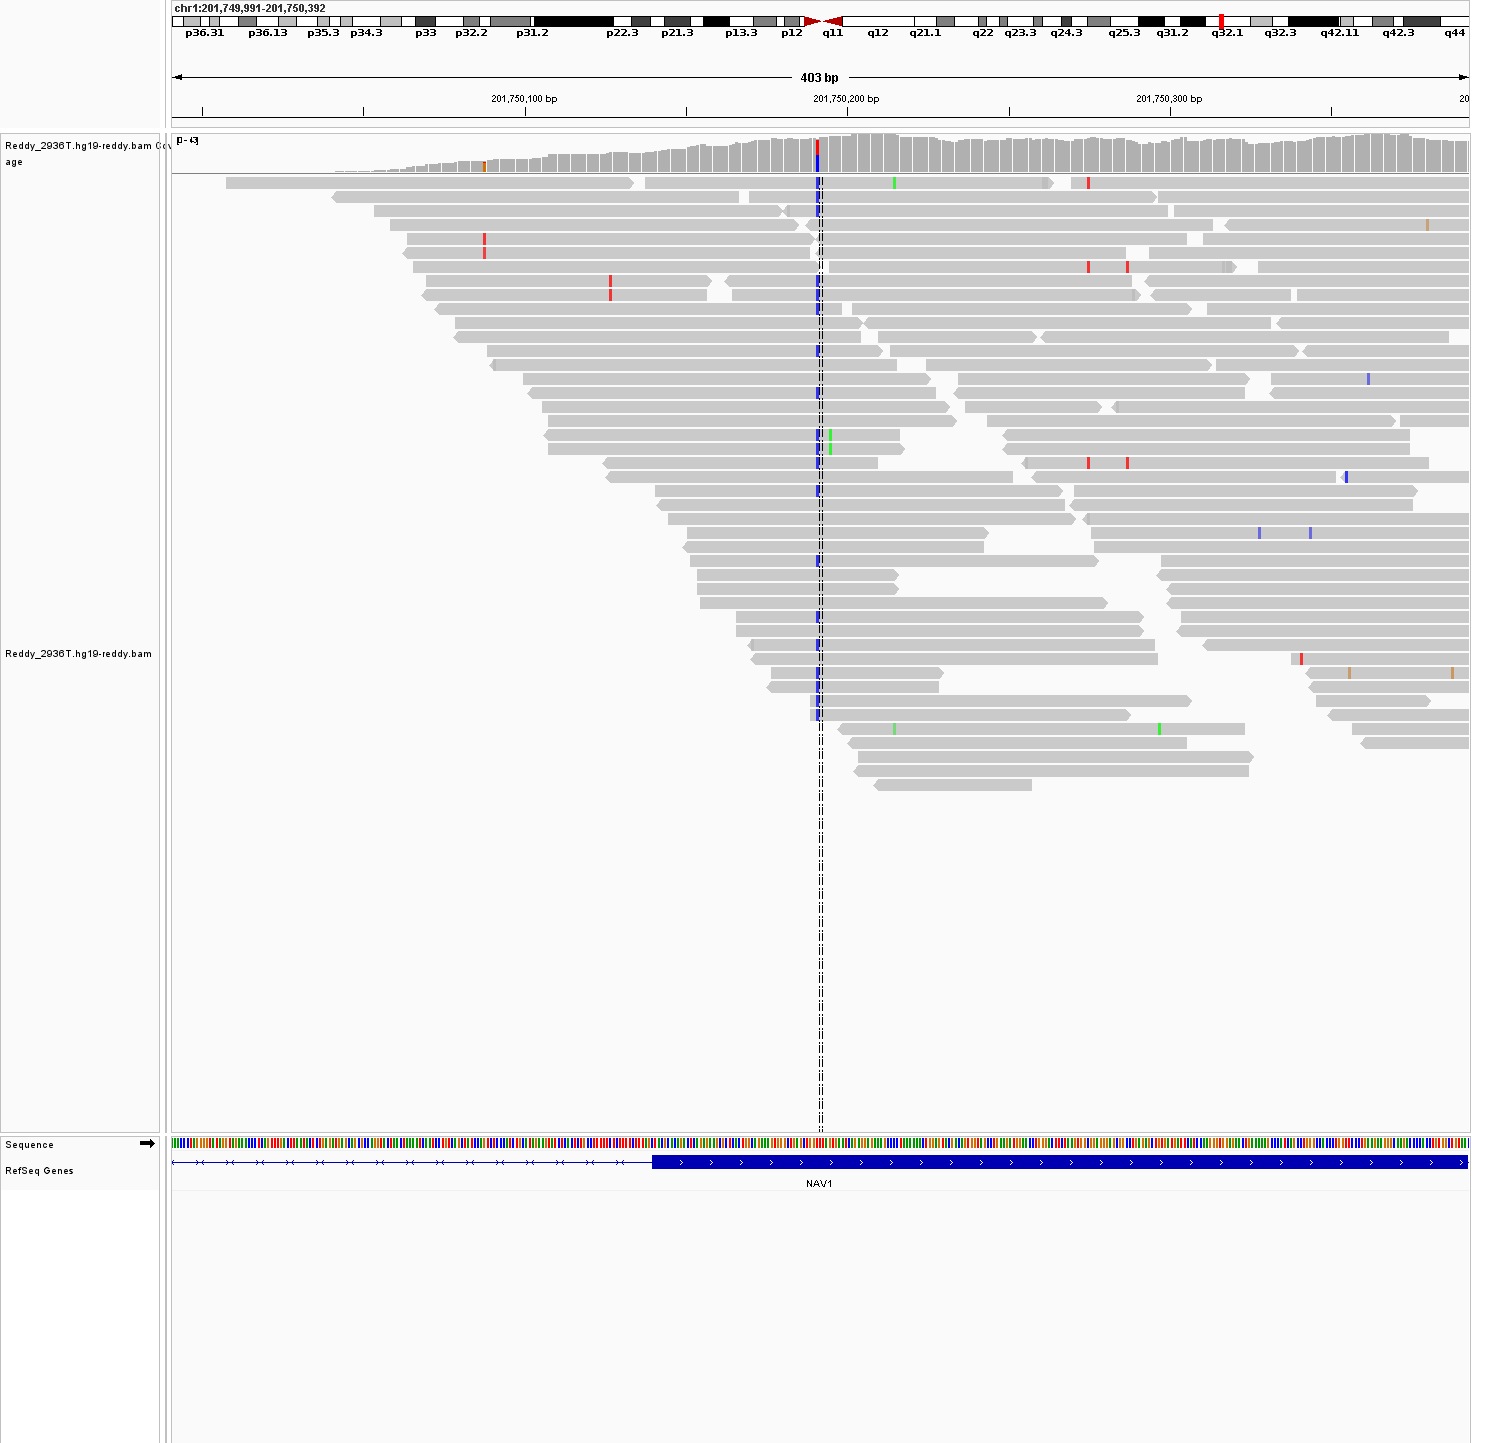 chr1:201,749,991-201,750,392
p36.31 p36.13 p35.3 p34.3 p33 p32.2 p31.2 p22.3 p21.3 p13.3 p12 q11 q12 q21.1 q22 q23.3 q24.3 q25.3 q31.2 q32.1 q32.3 q42.11 q42.3 q44
403 bp
201,750,100 bp 201,750,200 bp 201,750,300 bp 20
Reddy_2936T.hg19-reddy.bam Cov
age
Reddy_2936T.hg19-reddy.bam
Sequence
RefSeq Genes
NAV1